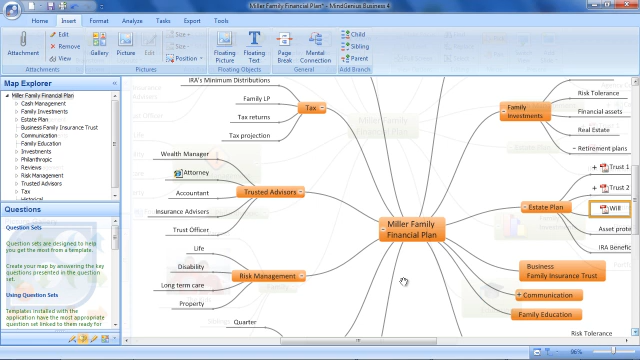 Miller Family Financial Plan* - MindGenius Business 4
Home
Insert
Map
Assign
Tasks
Export
Tools
Attachment
Edit
Remove
View
Attachments
Gallery
Picture
Edit
Size
Size
Position
Pictures
Floating Picture
Floating Text
Floating Objects
Page Break
Mental Connection
General
Child
Sibling
Parent
Add Branch
Map Explorer
Miller Family Financial Plan
Cash Management
Family Investments
Estate Plan
Business Family Insurance Trust
Communication
Family Education
Investments
Philanthropic
Reviews
Risk Management
Trusted Advisors
Tax
Historical
Questions
Question Sets
Question sets are designed to help
you get the most from a template.
Create your map by answering the
key questions presented in the
question set.
Using Question Sets
Templates installed with the
application have the most appropriate
question set linked to them ready for
IRA's Minimum Distributions
Family LP
Tax returns
Tax projection
Tax
Wealth Manager
Attorney
Accountant
Insurance Advisors
Trust Officer
Trusted Advisors
Life
Disability
Long term care
Property
Risk Management
Quarter
Miller Family
Financial Plan
Family
Investments
Risk Tolerance
Financial assets
Real Estate
Retirement plans
Estate Plan
Trust 1
Trust 2
Will
Asset prote
IRA Benefic
Business
Family Insurance Trust
Communication
Family Education
Risk Tolerance
96%